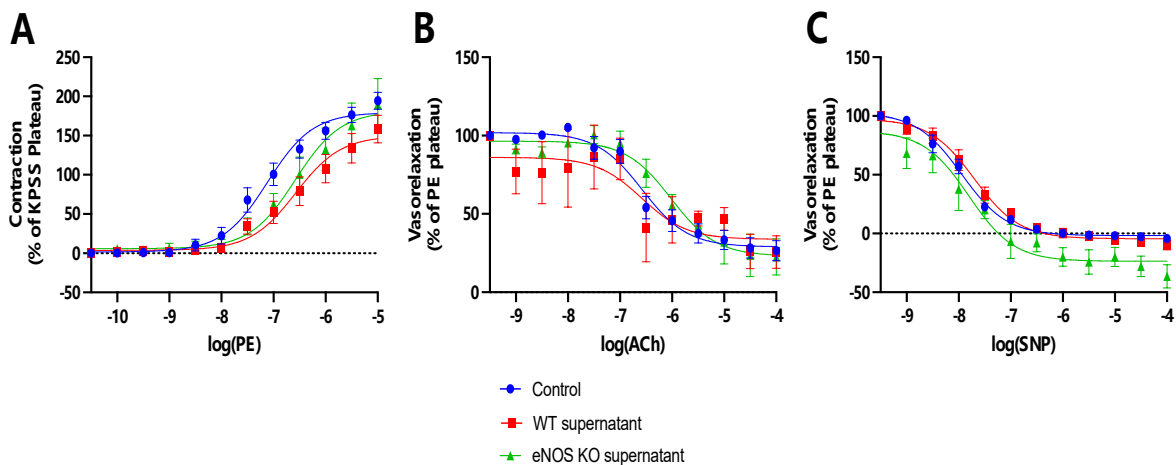 A
B
C
Contraction
(% of KPSS Plateau)
250
200
150
100
50
0
-50
-10
-9
-8
-7
-6
-5
log(PE)
Vasorelaxation
(% of PE plateau)
150
100
50
0
-9
-8
-7
-6
-5
-4
log(ACh)
Vasorelaxation
(% of PE plateau)
150
100
50
0
-50
-9
-8
-7
-6
-5
-4
log(SNP)
Control
WT supernatant
eNOS KO supernatant